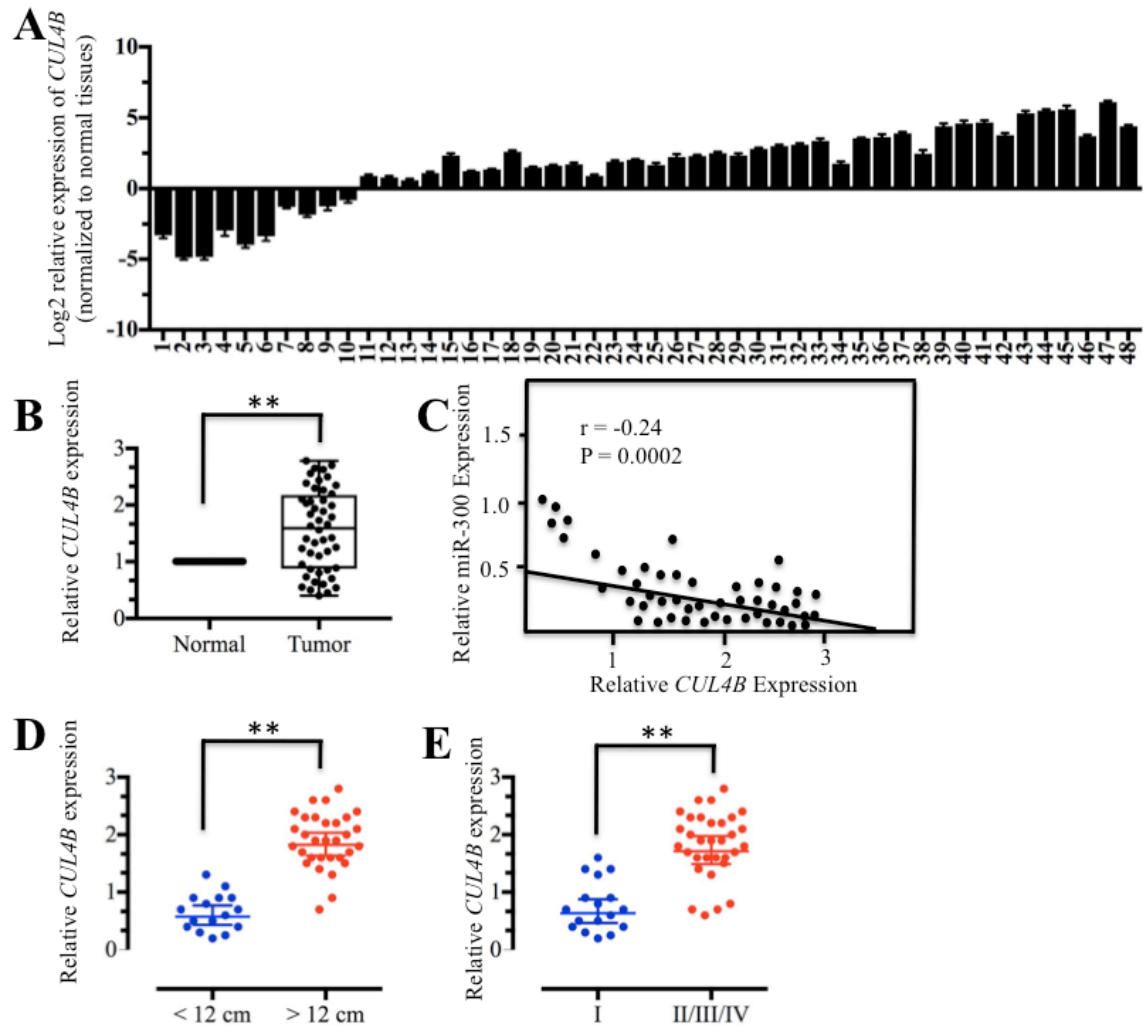 A
Log2 relative expression of CUL4B
(normalized to normal tissues)
10
5
0
-5
-10
1 2 3 4 5 6 7 8 9 10 11 12 13 14 15 16 17 18 19 20 21 22 23 24 25 26 27 28 29 30 31 32 33 34 35 36 37 38 39 40 41 42 43 44 45 46 47 48
B
Relative CUL4B expression
**
3
2
1
0
Normal Tumor
C
Relative miR-300 Expression
r = -0.24
P = 0.0002
1.5
1.0
0.5
1 2 3
Relative CUL4B Expression
D
Relative CUL4B expression
**
3
2
1
0
< 12 cm > 12 cm
E
Relative CUL4B expression
**
3
2
1
0
I II/III/IV